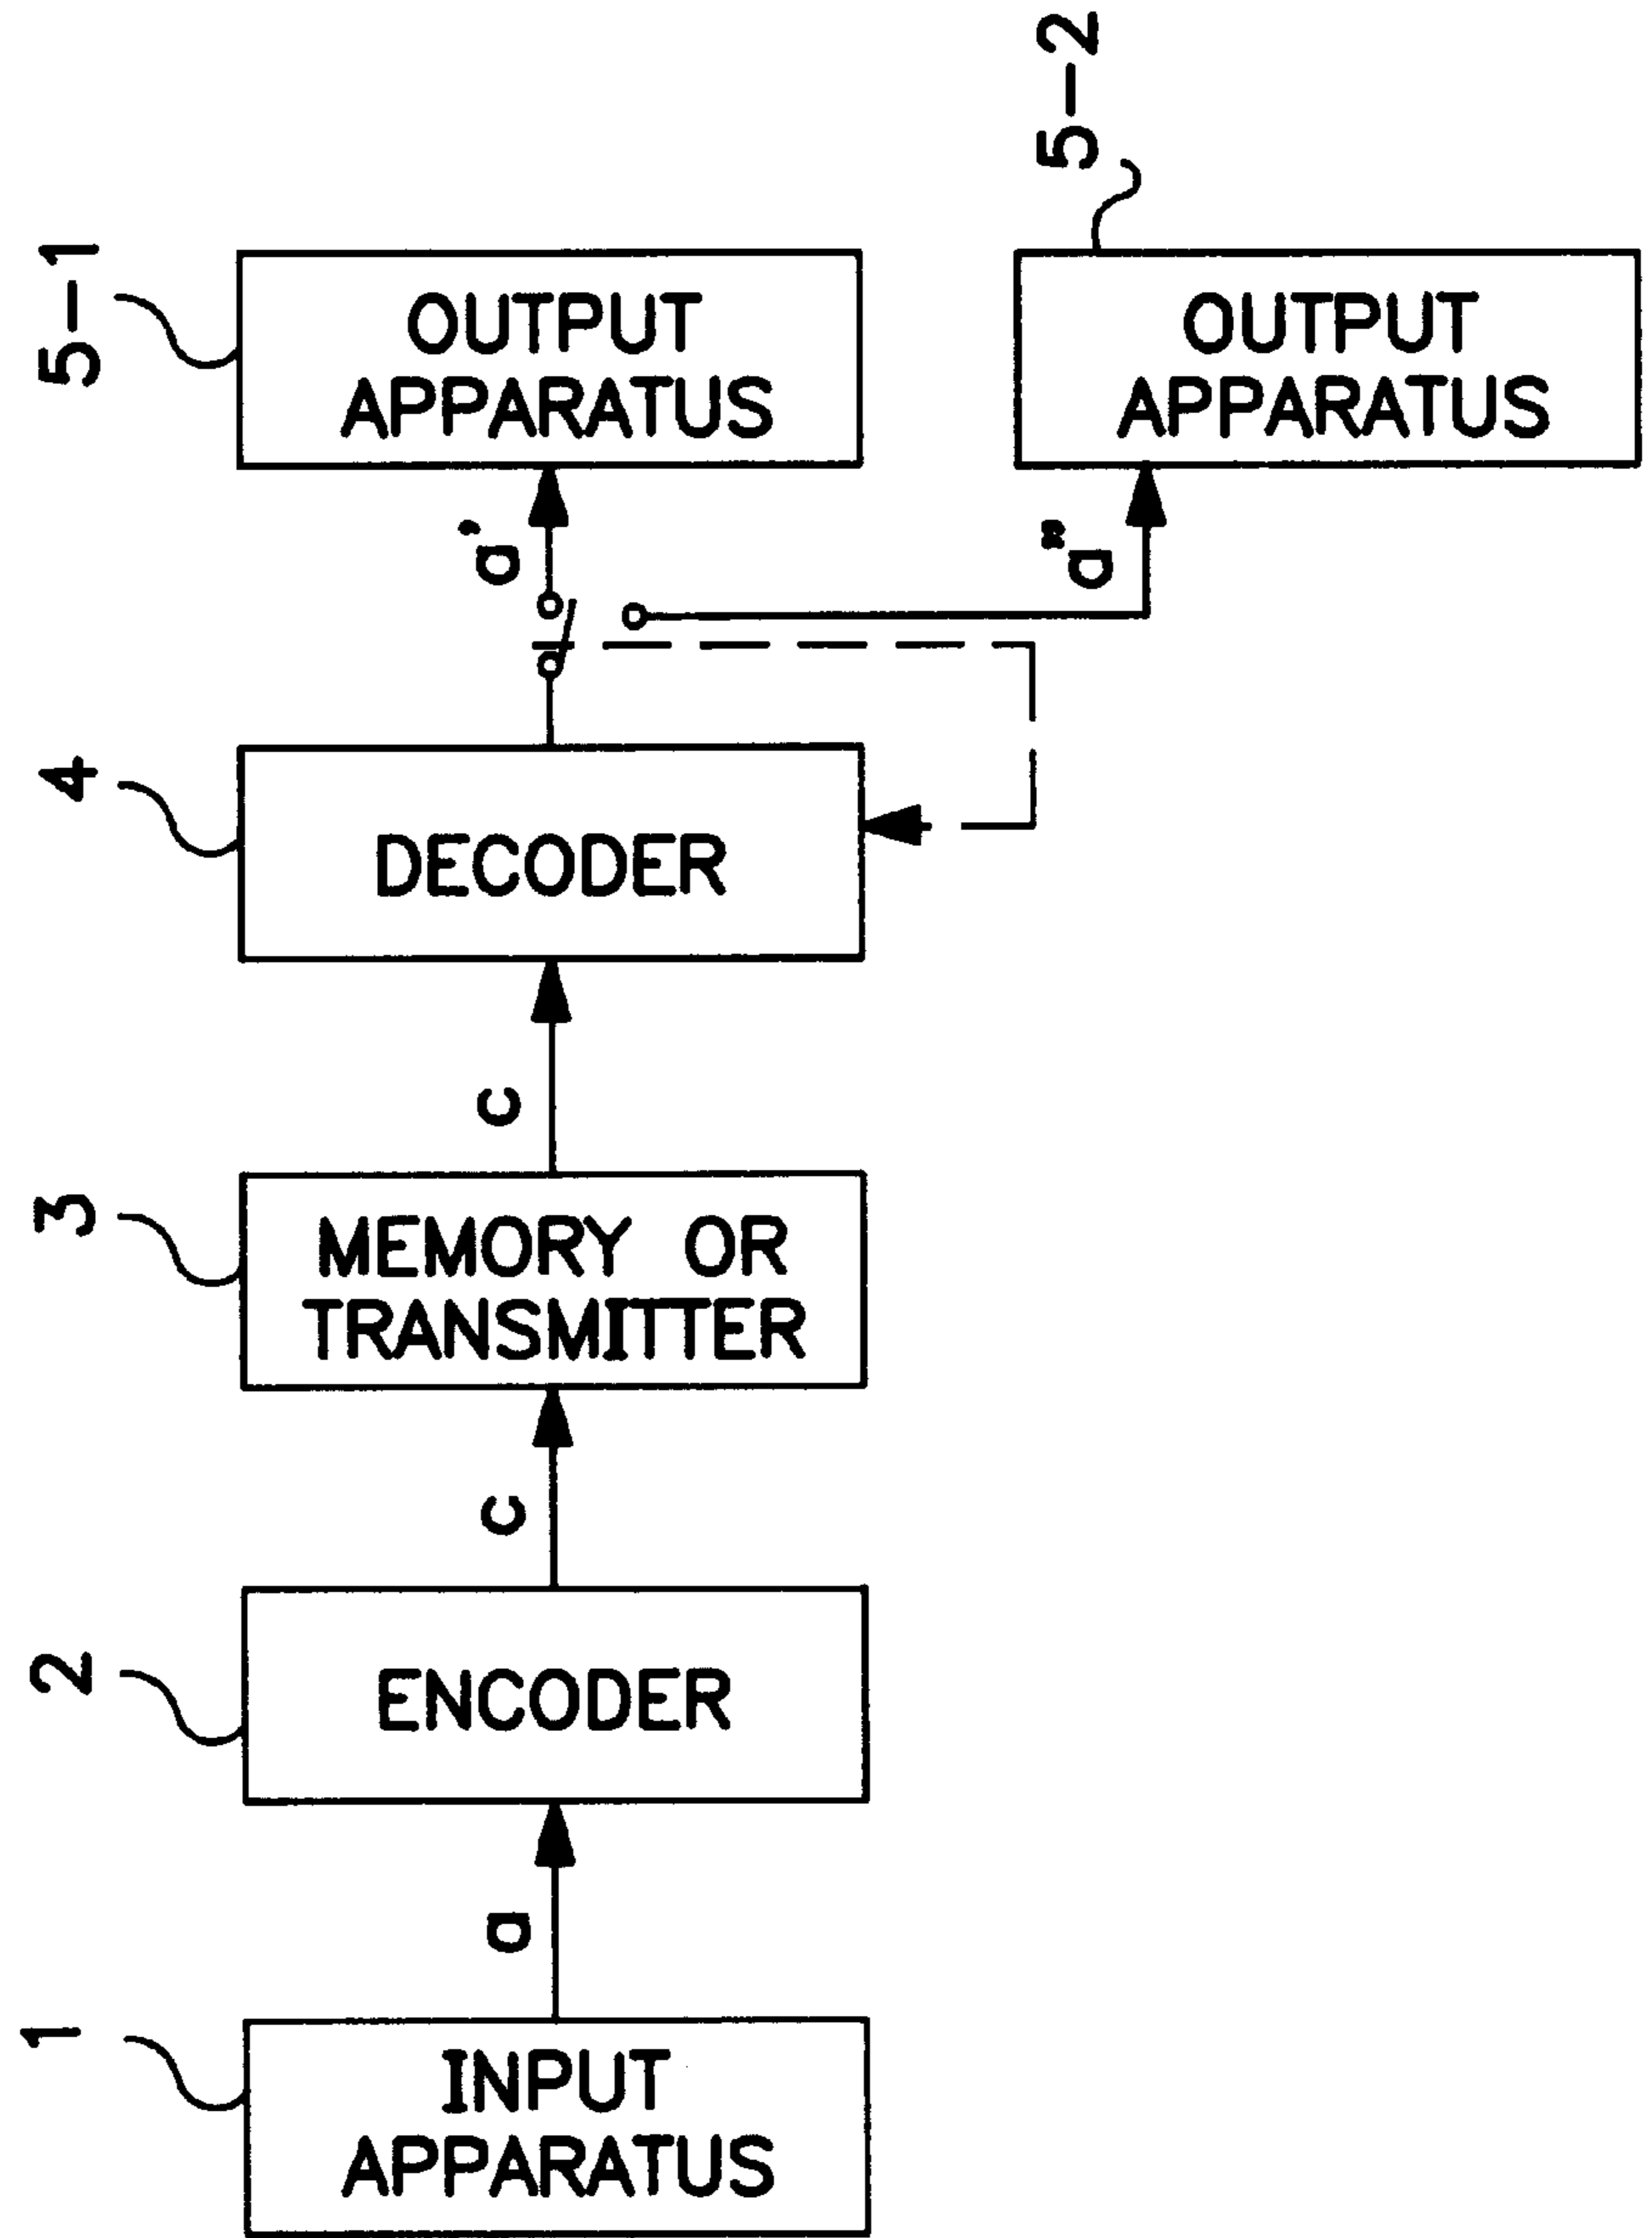 5-1
OUTPUT
APPARATUS
5-2
OUTPUT
APPARATUS
a'
a"
4
DECODER
c
3
MEMORY OR
TRANSMITTER
c
2
ENCODER
a
1
INPUT
APPARATUS